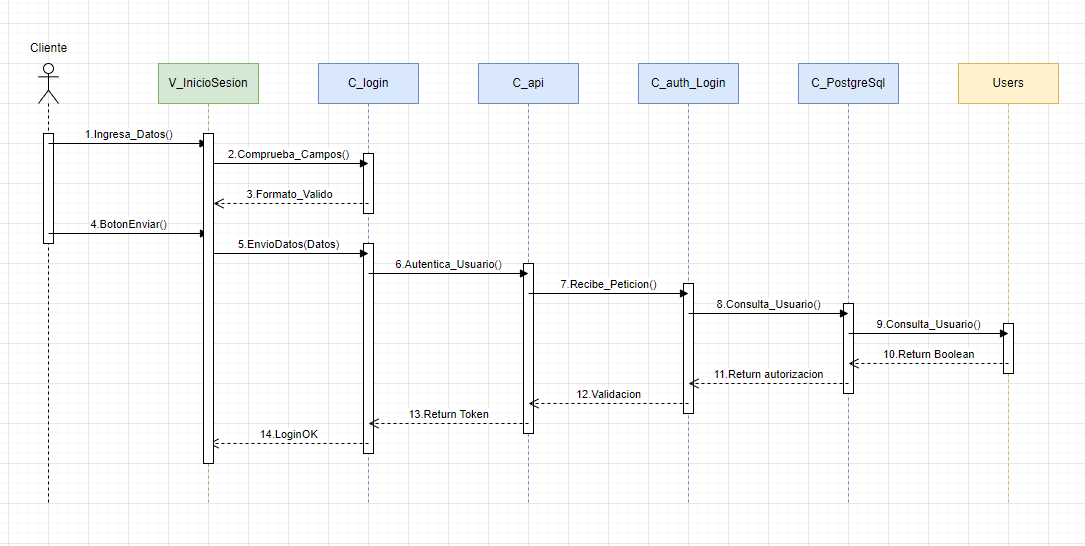 Cliente
V_InicioSesion
C_login
C_api
C_auth_Login
C_PostgreSql
Users
1.Ingresa_Datos()
2.Comprueba_Campos()
3.Formato_Valido
4.BotonEnviar()
5.EnvioDatos(Datos)
6.Autentica_Usuario()
7.Recibe_Peticion()
8.Consulta_Usuario()
9.Consulta_Usuario()
10.Return Boolean
11.Return autorizacion
12.Validacion
13.Return Token
14.LoginOK